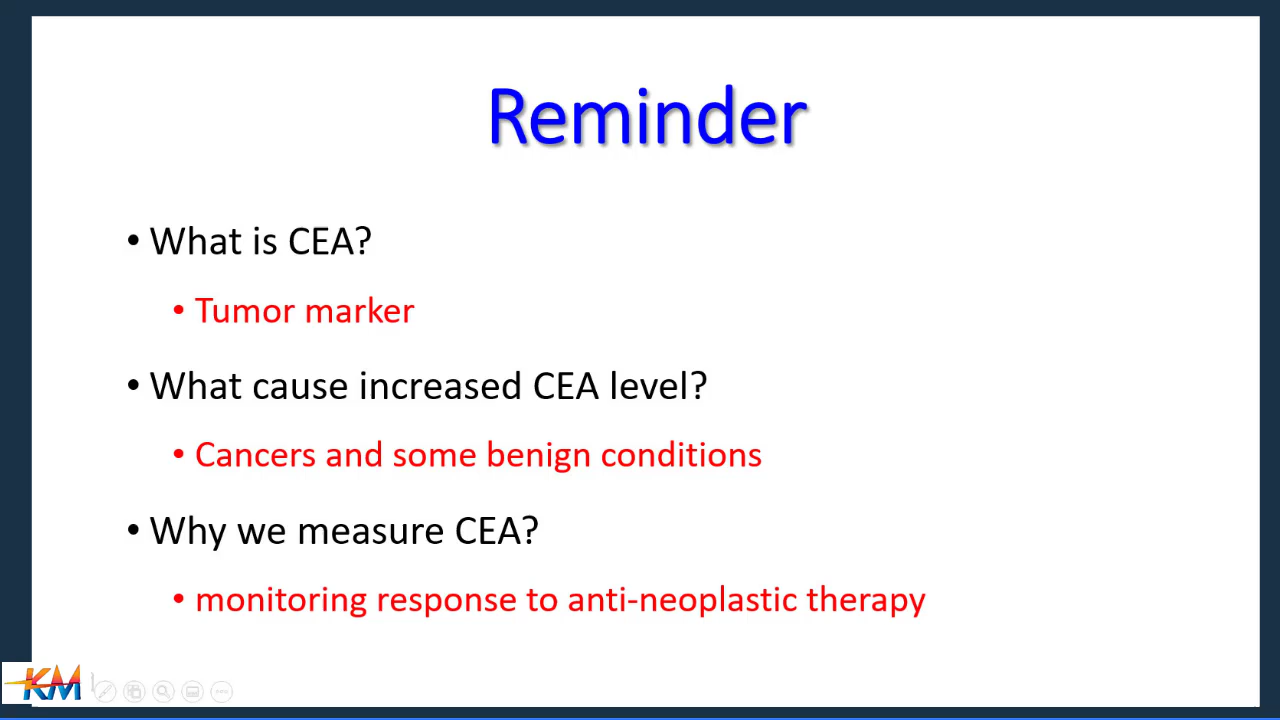 Reminder
• What is CEA?
• Tumor marker
• What cause increased CEA level?
• Cancers and some benign conditions
• Why we measure CEA?
• monitoring response to anti-neoplastic therapy
KM